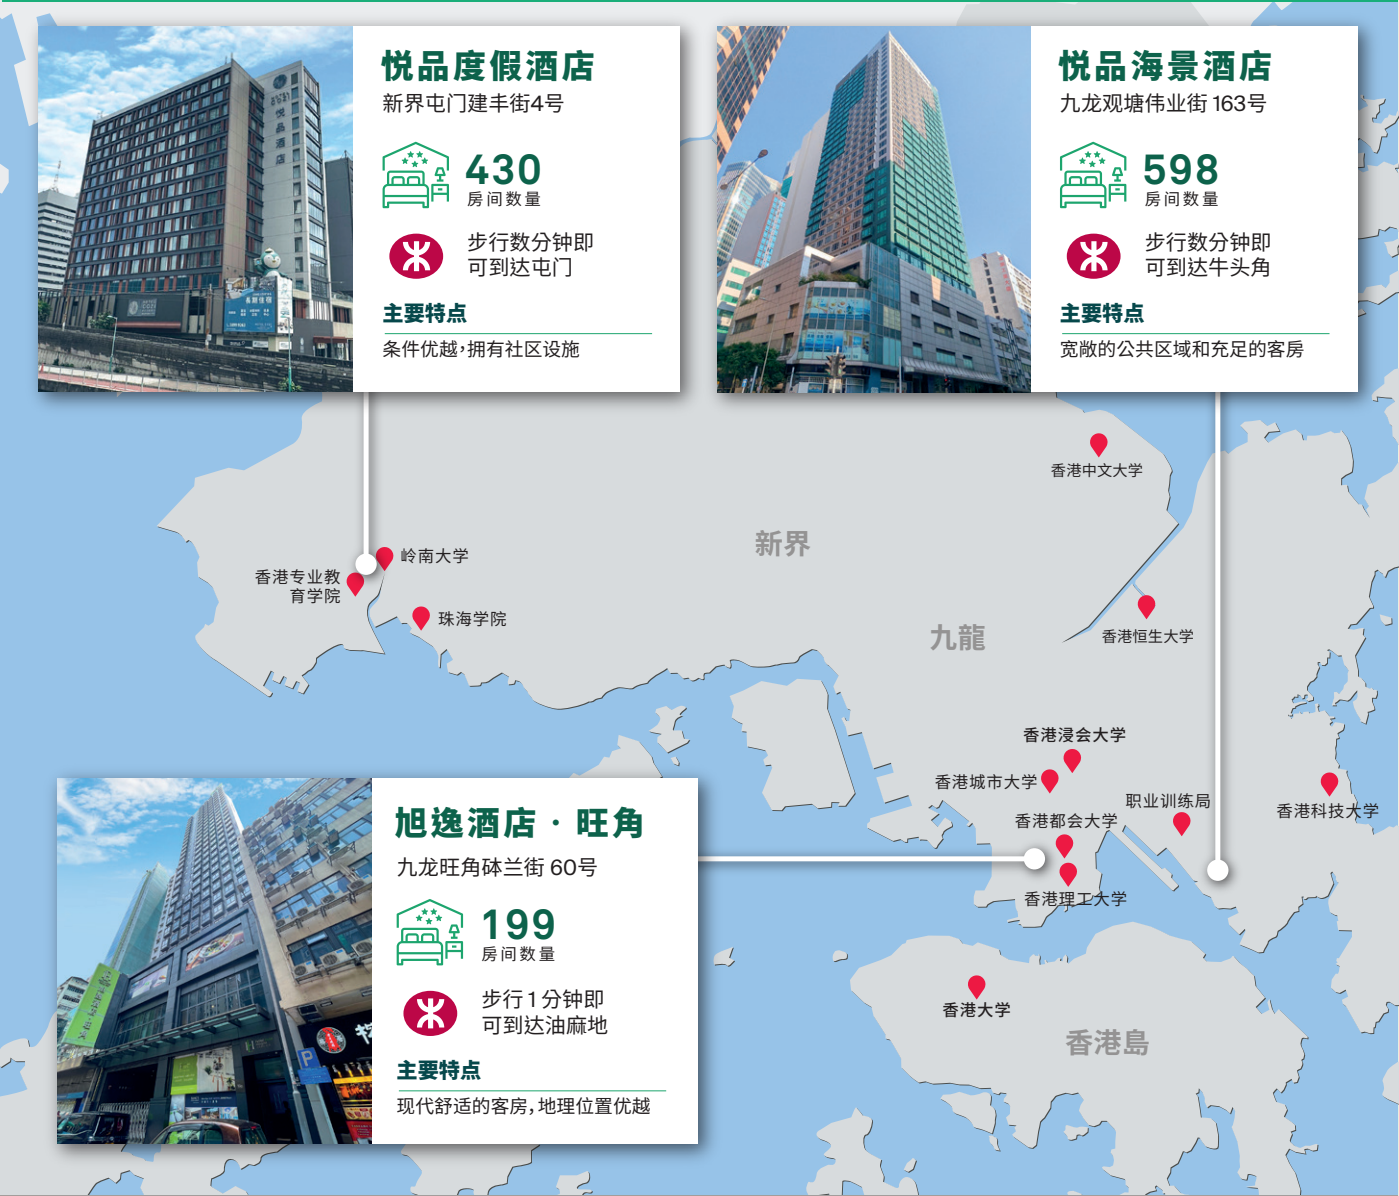 悦品度假酒店
新界屯门建丰街4号
430
房间数量
步行数分钟即
可到达屯门
主要特点
条件优越，拥有社区设施
悦品酒店
悦品海景酒店
九龙观塘伟业街 163号
598
房间数量
步行数分钟即
可到达牛头角
主要特点
宽敞的公共区域和充足的客房
香港中文大学
新界
岭南大学
香港专业教
育学院
珠海学院
九龍
香港恒生大学
香港浸会大学
香港城市大学
职业训练局
香港都会大学
香港科技大学
香港理工大学
旭逸酒店 · 旺角
九龙旺角砵兰街 60号
199
房间数量
步行1分钟即
可到达油麻地
主要特点
现代舒适的客房，地理位置优越
P
香港大学
香港島